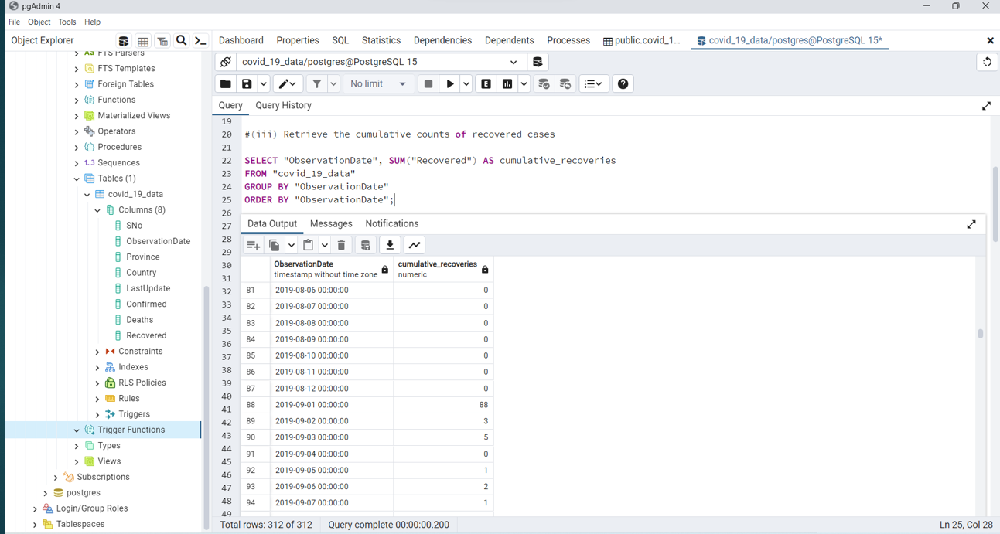 pgAdmin 4
File Object Tools Help
Object Explorer
Dashboard Properties SQL Statistics Dependencies Dependents Processes public.covid_1... covid_19_data/postgres@PostgreSQL 15*
covid_19_data/postgres@PostgreSQL 15
No limit
E
Query Query History
FTS Parsers
FTS Templates
Foreign Tables
Functions
Materialized Views
Operators
Procedures
1..3 Sequences
Tables (1)
covid_19_data
Columns (8)
SNo
ObservationDate
Province
Country
LastUpdate
Confirmed
Deaths
Recovered
Constraints
Indexes
RLS Policies
Rules
Triggers
Trigger Functions
Types
Views
Subscriptions
postgres
Login/Group Roles
Tablespaces
19
20 #(iii) Retrieve the cumulative counts of recovered cases
21
22 SELECT "ObservationDate", SUM("Recovered") AS cumulative_recoveries
23 FROM "covid_19_data"
24 GROUP BY "ObservationDate"
25 ORDER BY "ObservationDate";
26
27
28
29
30
31
32
33
34
35
36
37
38
39
40
41
42
43
44
45
46
47
48
49
Data Output Messages Notifications
ObservationDate cumulative_recoveries
timestamp without time zone numeric
81 2019-08-06 00:00:00 0
82 2019-08-07 00:00:00 0
83 2019-08-08 00:00:00 0
84 2019-08-09 00:00:00 0
85 2019-08-10 00:00:00 0
86 2019-08-11 00:00:00 0
87 2019-08-12 00:00:00 0
88 2019-09-01 00:00:00 88
89 2019-09-02 00:00:00 3
90 2019-09-03 00:00:00 5
91 2019-09-04 00:00:00 0
92 2019-09-05 00:00:00 1
93 2019-09-06 00:00:00 2
94 2019-09-07 00:00:00 1
Total rows: 312 of 312 Query complete 00:00:00.200 Ln 25, Col 28